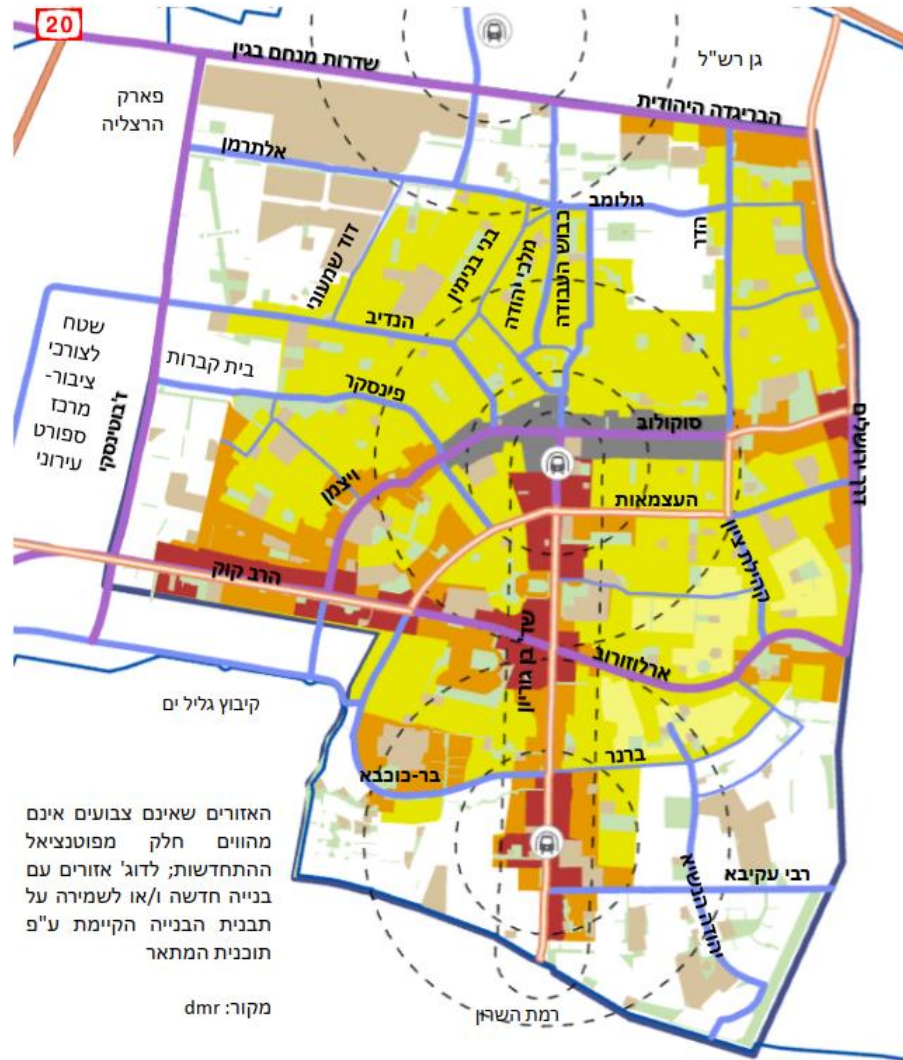 20
גן רש"ל
שדרות מנחם בגין
פארק
הרצליה
הבריגדה היהודית
אלתרמן
גולומב
הדר
דוד שמעוני
בני בנימין
מלכי יהודה
כבוש העבודה
הנדיב
שטח
לצורכי
ציבור-
מרכז
ספורט
עירוני
בית קברות
פינסקר
ז'בוטינסקי
סוקולוב
דרך ירושלים
ויצמן
העצמאות
קהילת ציון
הרב קוק
שד' בן גוריון
ארלוזורוב
קיבוץ גליל ים
ברנר
בר-כוכבא
האזורים שאינם צבועים אינם
מהווים חלק מפוטנציאל
ההתחדשות; לדוג' אזורים עם
בנייה חדשה ו/או לשמירה על
תבנית הבנייה הקיימת ע"פ
תוכנית המתאר
רבי עקיבא
יהודה הנשיא
מקור: dmr
רמת השרון